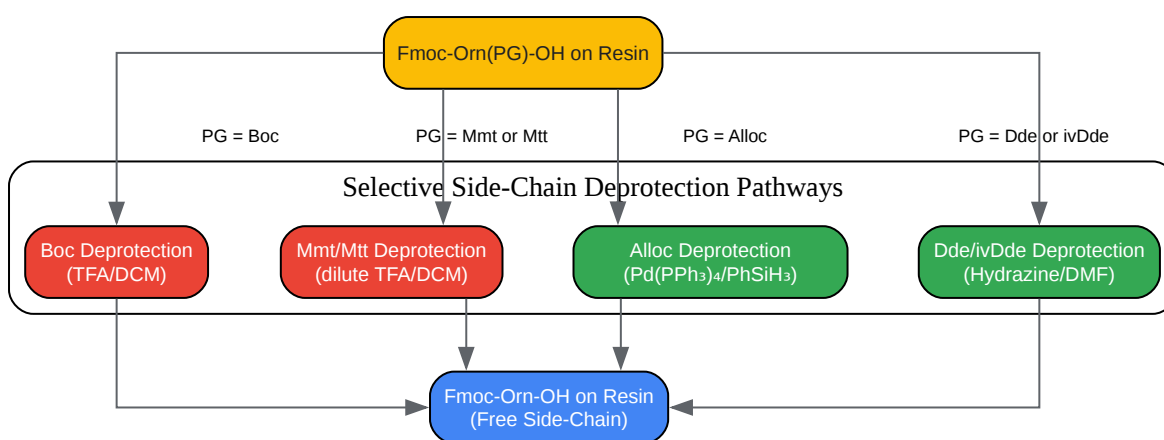 Fmoc-Orn(PG)-OH on Resin
PG = Boc
PG = Mmt or Mtt
PG = Alloc
PG = Dde or ivDde
Selective Side-Chain Deprotection Pathways
Boc Deprotection
(TFA/DCM)
Mmt/Mtt Deprotection
(dilute TFA/DCM)
Alloc Deprotection
(Pd(PPh₃)₄/PhSiH₃)
Dde/ivDde Deprotection
(Hydrazine/DMF)
Fmoc-Orn-OH on Resin
(Free Side-Chain)